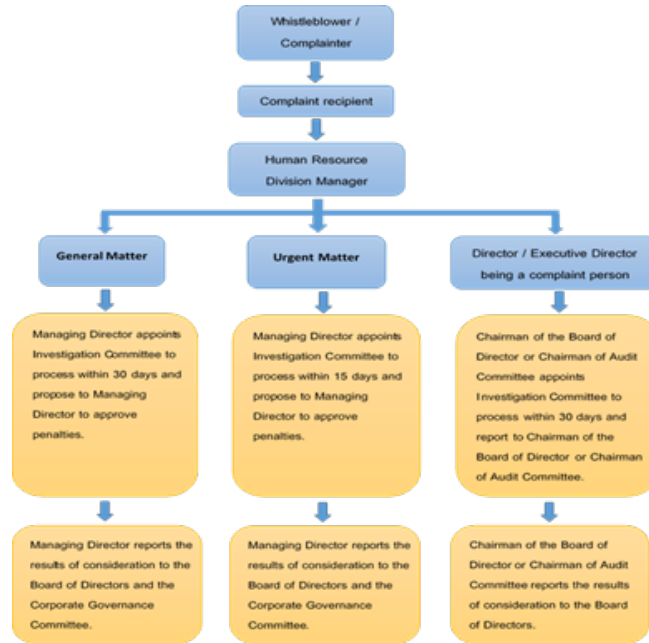 Whistleblower /
Complainter
Complaint recipient
Human Resource
Division Manager
General Matter
Urgent Matter
Director / Executive Director
being a complaint person
Managing Director appoints
Investigation Committee to
process within 30 days and
propose to Managing
Director to approve
penalties.
Managing Director appoints
Investigation Committee to
process within 15 days and
propose to Managing
Director to approve
penalties.
Chairman of the Board of
Director or Chairman of Audit
Committee appoints
Investigation Committee to
process within 30 days and
report to Chairman of the
Board of Director or Chairman
of Audit Committee.
Managing Director reports the
results of consideration to the
Board of Directors and the
Corporate Governance
Committee.
Managing Director reports the
results of consideration to the
Board of Directors and the
Corporate Governance
Committee.
Chairman of the Board of
Director or Chairman of Audit
Committee reports the results
of consideration to the Board
of Directors.